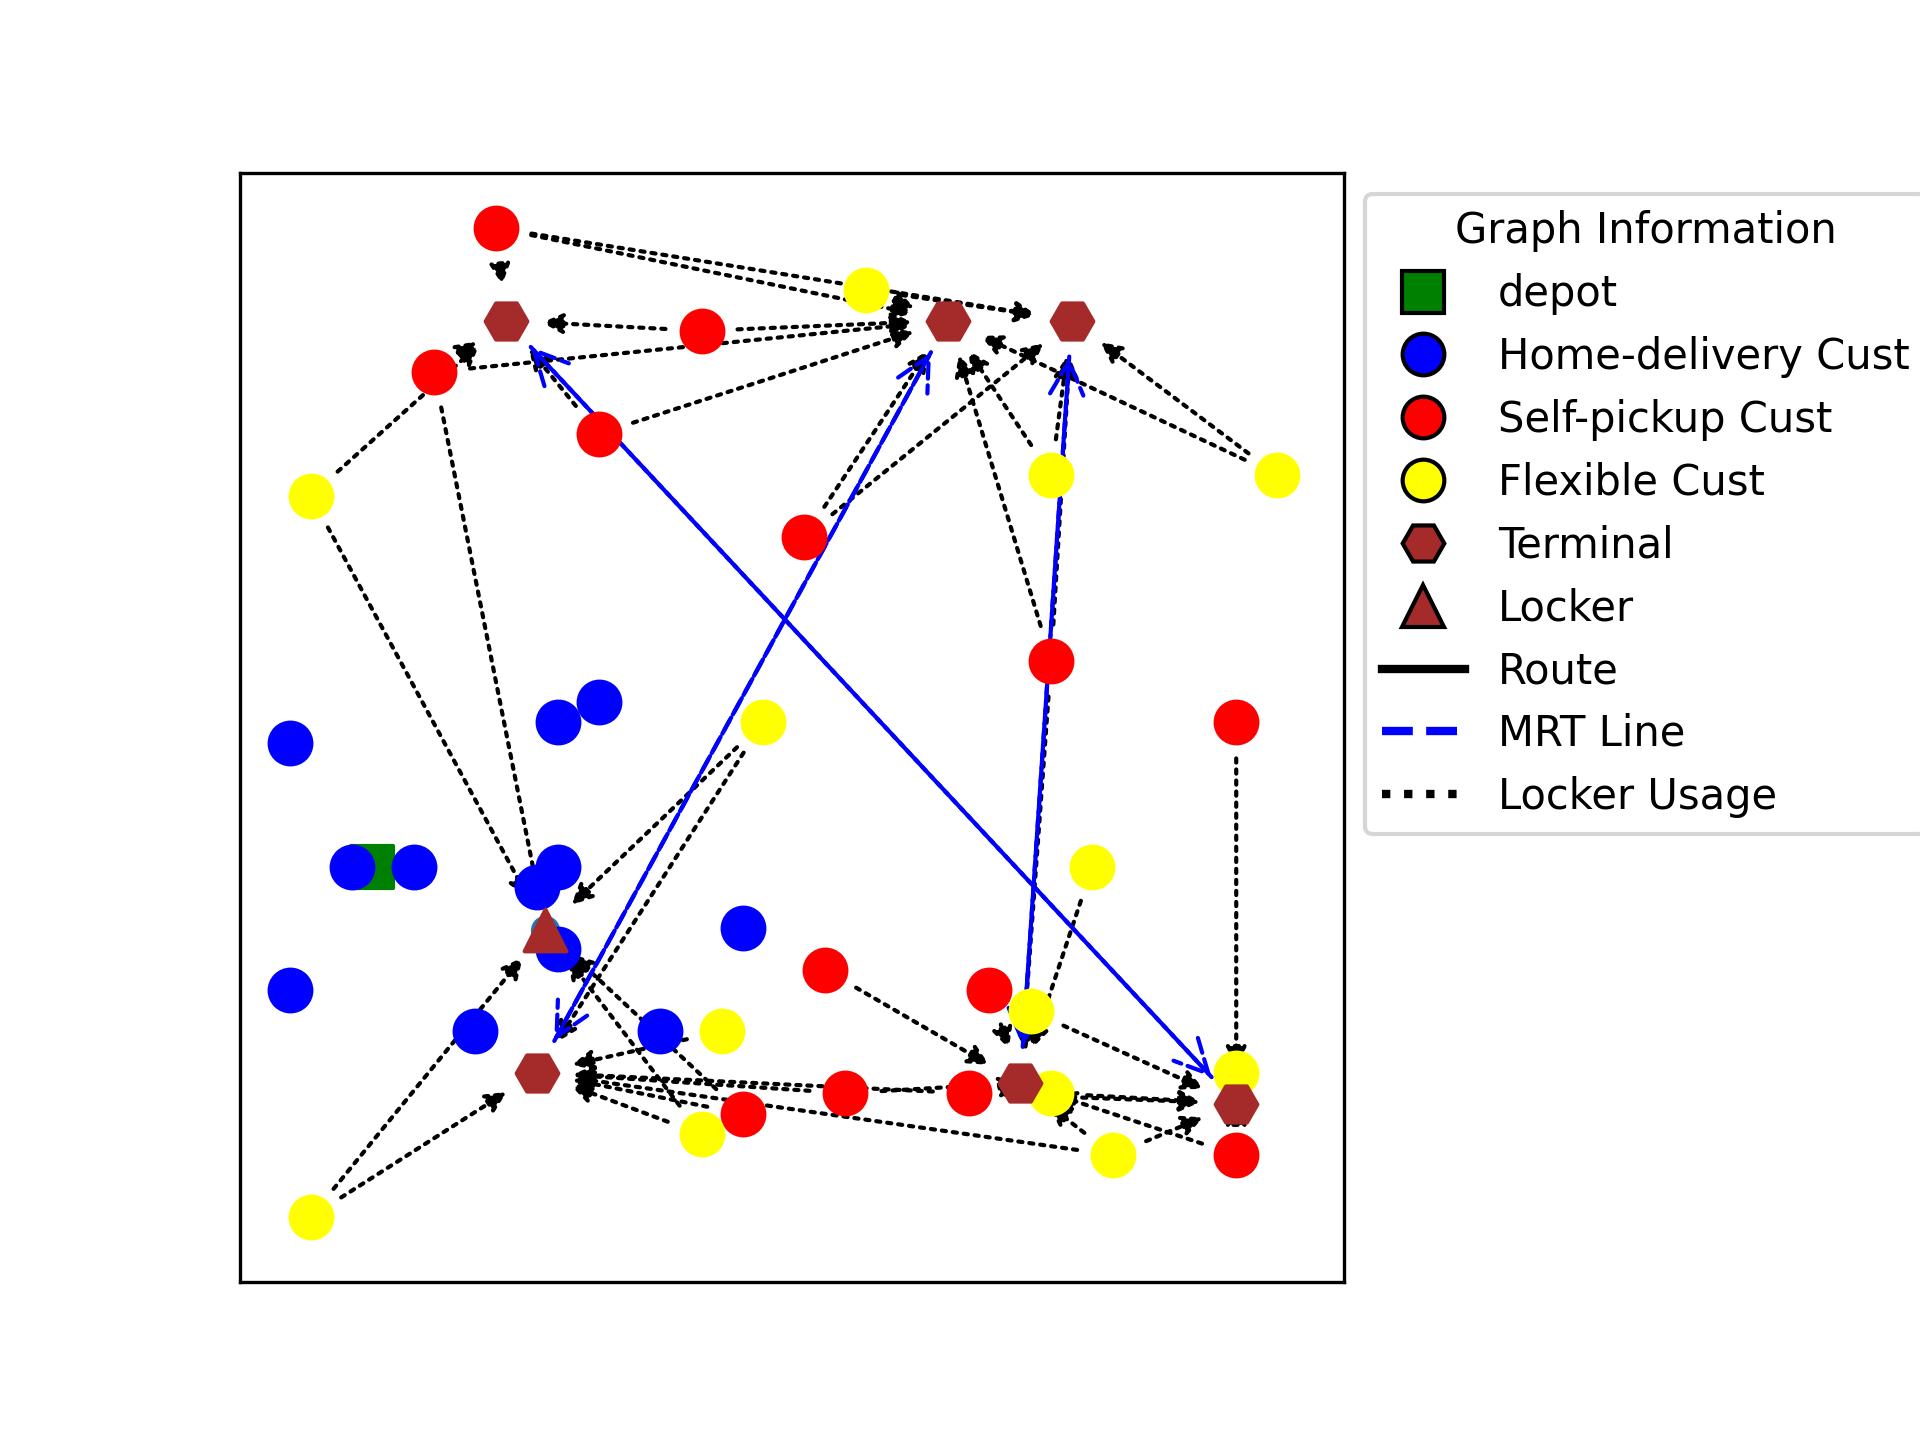 Graph Information
depot
Home-delivery Cust
Self-pickup Cust
Flexible Cust
Terminal
Locker
Route
MRT Line
Locker Usage